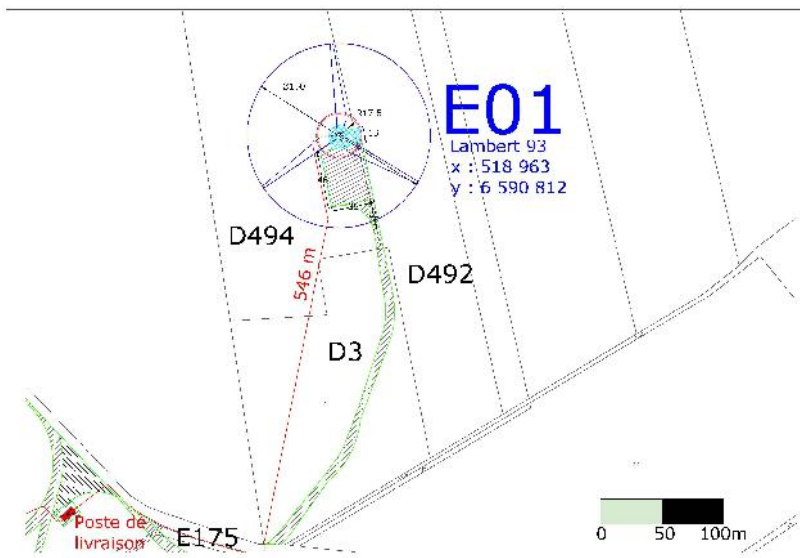 E01
Lambert 93
x : 518 963
y : 6 590 812
46
D494
D492
546 m
D3
Poste de
livraison
E175
0 50 100m